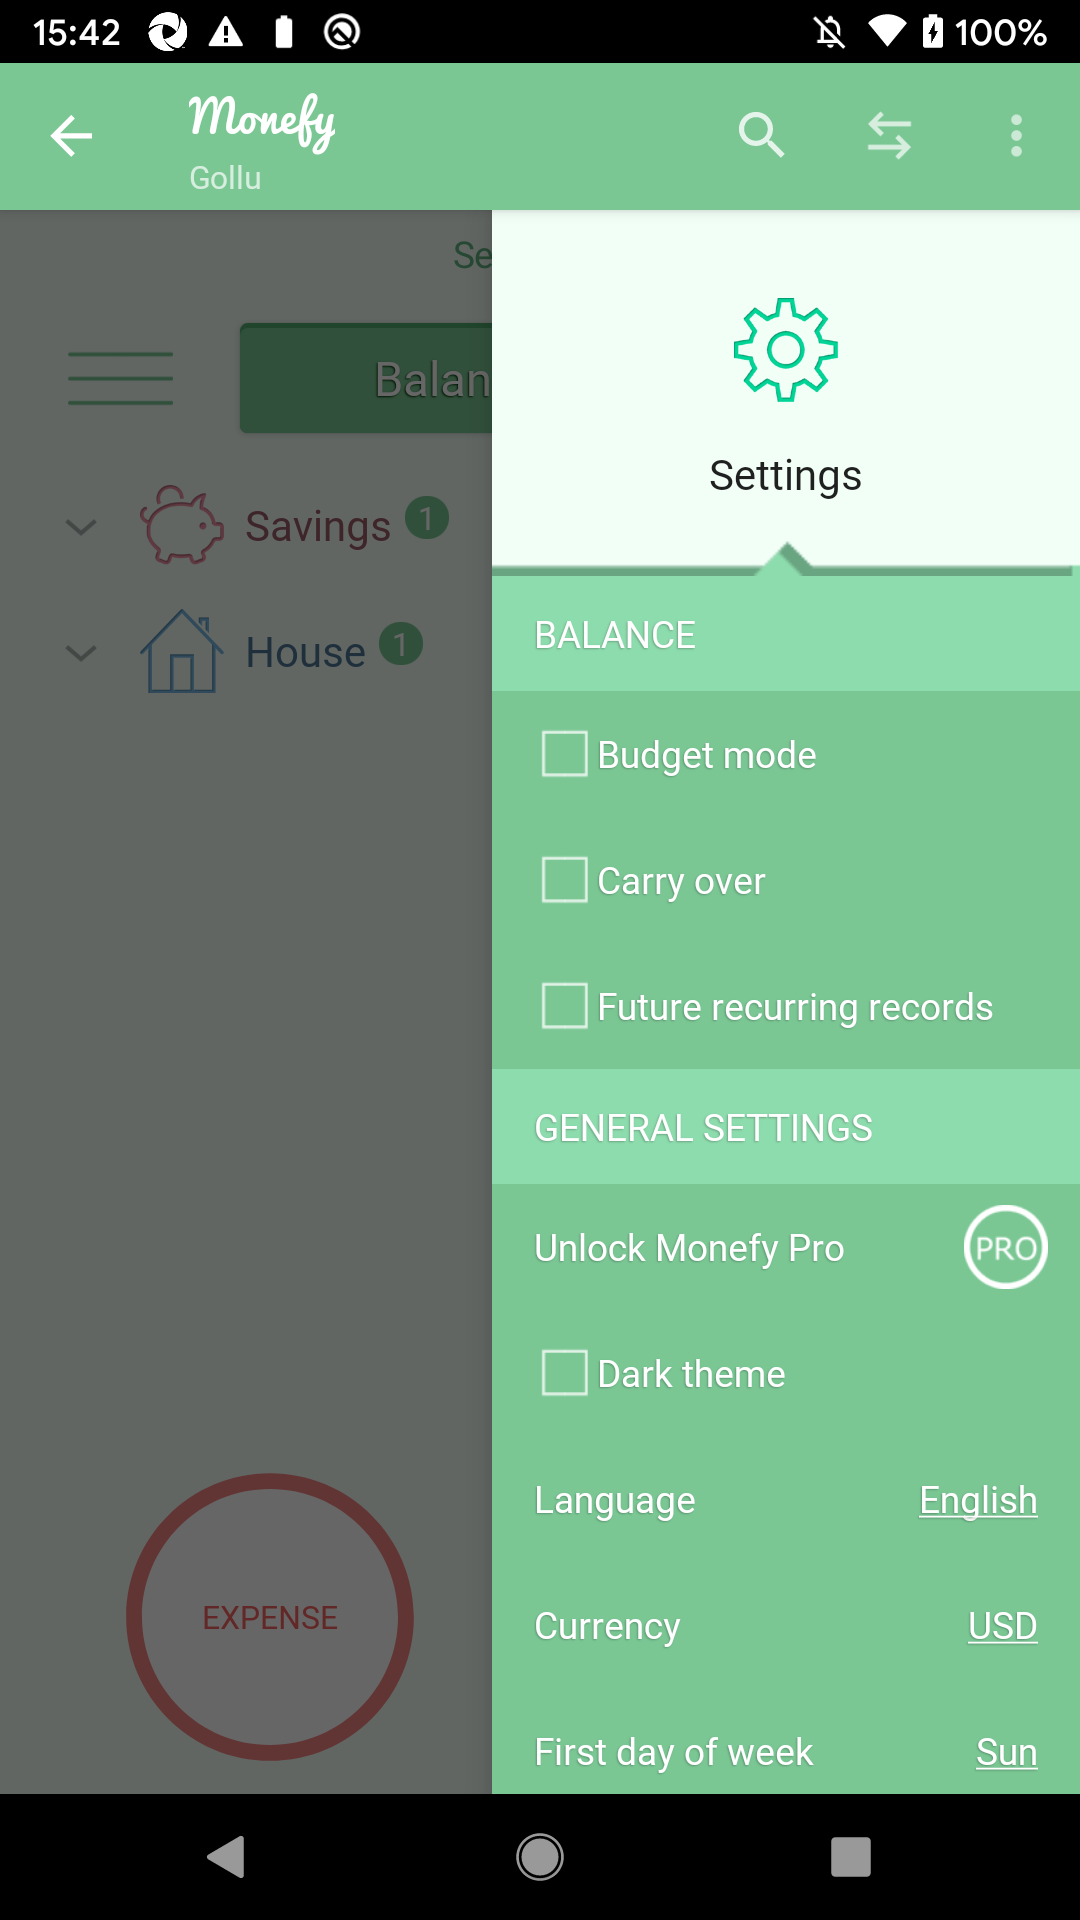 15:42
100%
Monefy
Gollu
Se
Balan
Savings 1
House 1
EXPENSE
Settings
BALANCE
Budget mode
Carry over
Future recurring records
GENERAL SETTINGS
Unlock Monefy Pro PRO
Dark theme
Language English
Currency USD
First day of week Sun